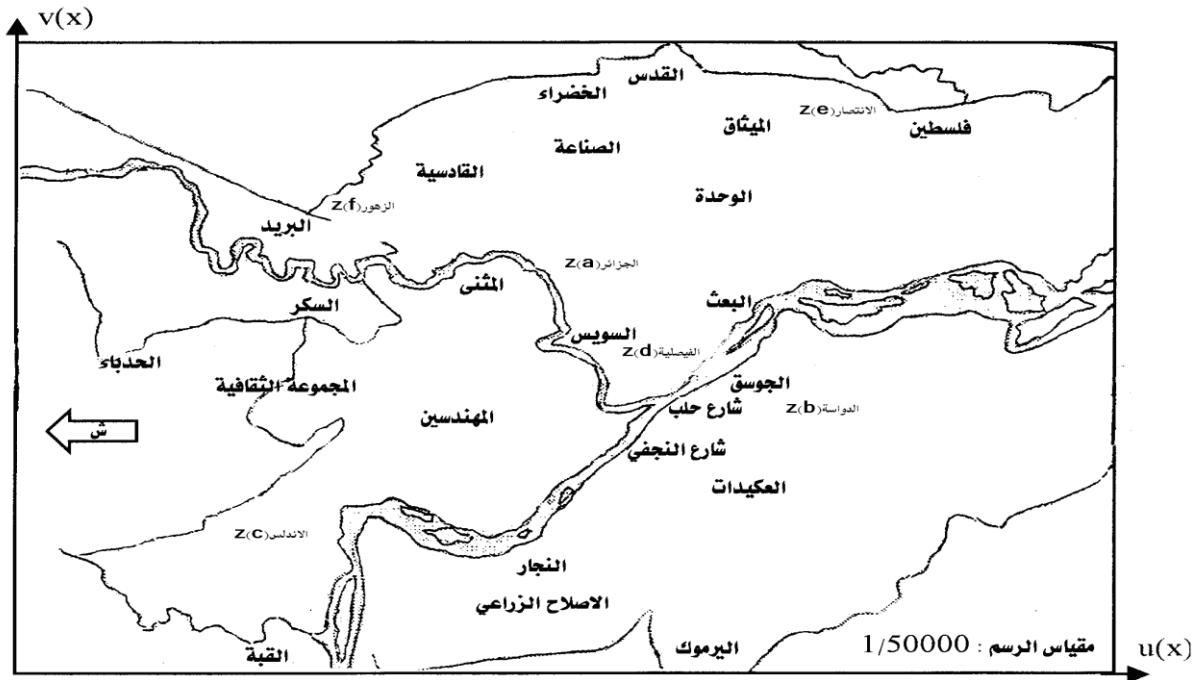 v(x)
القدس
الخضراء
الانتصار z(e)
الميثاق
فلسطين
الصناعة
القادسية
الوحدة
الزهور z(f)
البريد
الجزائر z(a)
المثنى
السكر
البعث
السويس
الفيصلية z(d)
الحدباء
المجموعة الثقافية
الجوسق
شارع حلب
الدواسة z(b)
المهندسين
ش
شارع النجفي
العكيدات
الاندلس z(c)
النجار
الاصلاح الزراعي
القبة
اليرموك
مقياس الرسم : 1/50000
u(x)